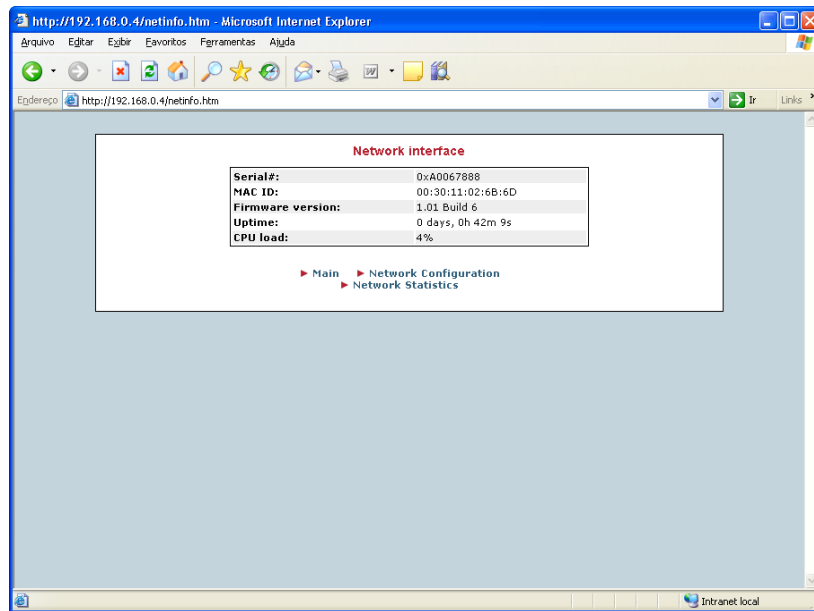 http://192.168.0.4/netinfo.htm - Microsoft Internet Explorer
Arquivo Editar Exibir Favoritos Ferramentas Ajuda
Endereço http://192.168.0.4/netinfo.htm Ir Links »
Network interface
Serial#: 0xA0067888
MAC ID: 00:30:11:02:6B:6D
Firmware version: 1.01 Build 6
Uptime: 0 days, 0h 42m 9s
CPU load: 4%
Main Network Configuration
Network Statistics
Intranet local